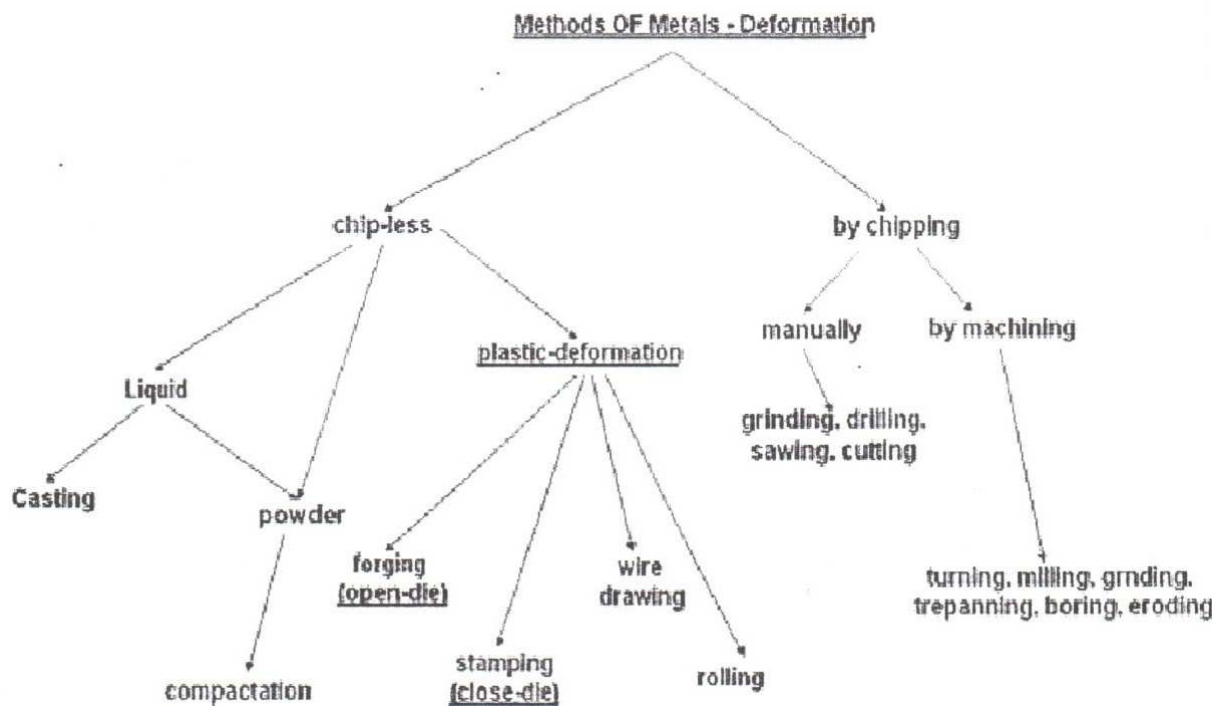 Methods OF Metals - Deformation
chip-less
by chipping
manually
by machining
plastic-deformation
Liquid
grinding, drilling,
sawing, cutting
Casting
powder
forging
(open-die)
wire
drawing
turning, milling, grnding,
trepanning, boring, eroding
stamping
(close-die)
rolling
compactation